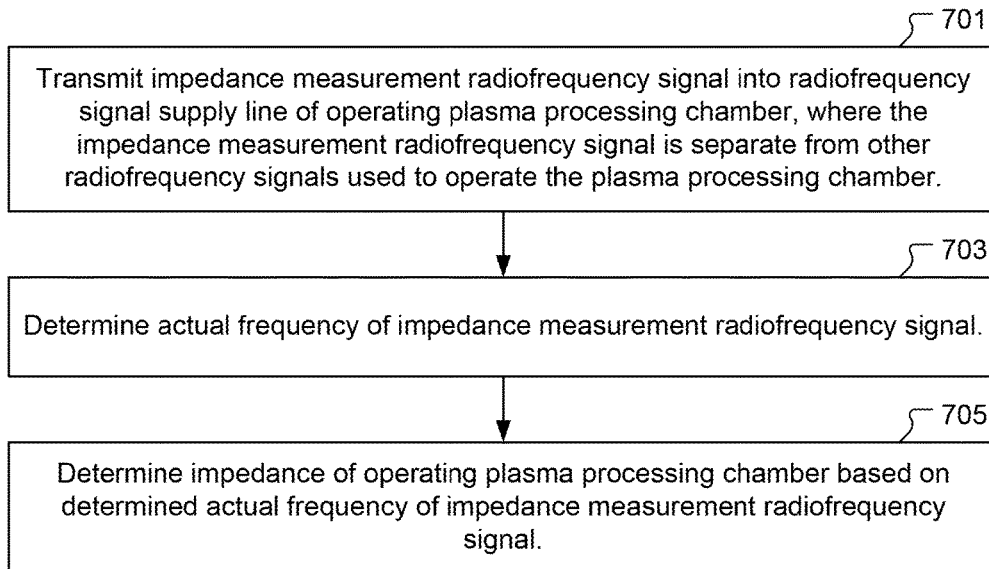 701
Transmit impedance measurement radiofrequency signal into radiofrequency
signal supply line of operating plasma processing chamber, where the
impedance measurement radiofrequency signal is separate from other
radiofrequency signals used to operate the plasma processing chamber.
703
Determine actual frequency of impedance measurement radiofrequency signal.
705
Determine impedance of operating plasma processing chamber based on
determined actual frequency of impedance measurement radiofrequency
signal.